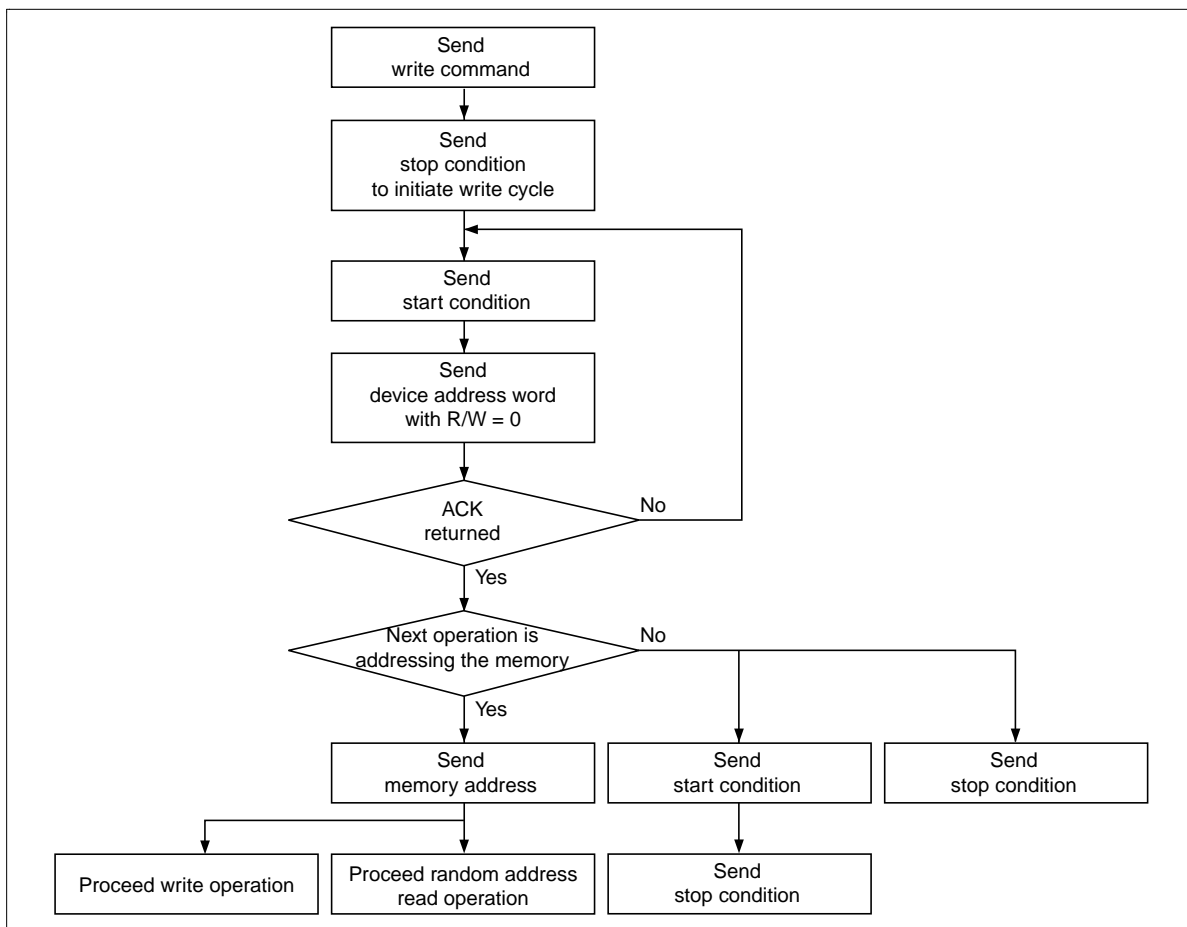 Send
write command
Send
stop condition
to initiate write cycle
Send
start condition
Send
device address word
with R/W = 0
ACK
returned
No
Yes
Next operation is
addressing the memory
No
Yes
Send
memory address
Send
start condition
Send
stop condition
Proceed write operation
Proceed random address
read operation
Send
stop condition